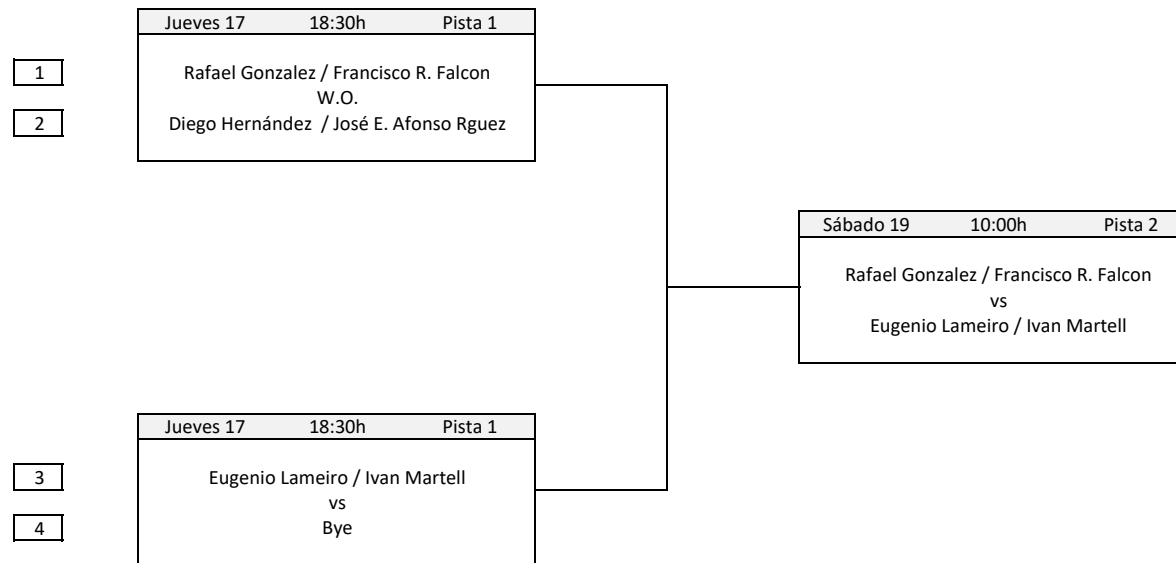 Jueves 17 18:30h Pista 1
1
Rafael Gonzalez / Francisco R. Falcon
W.O.
2
Diego Hernández / José E. Afonso Rguez
Sábado 19 10:00h Pista 2
Rafael Gonzalez / Francisco R. Falcon
vs
Eugenio Lameiro / Ivan Martell
Jueves 17 18:30h Pista 1
3
Eugenio Lameiro / Ivan Martell
vs
4
Bye